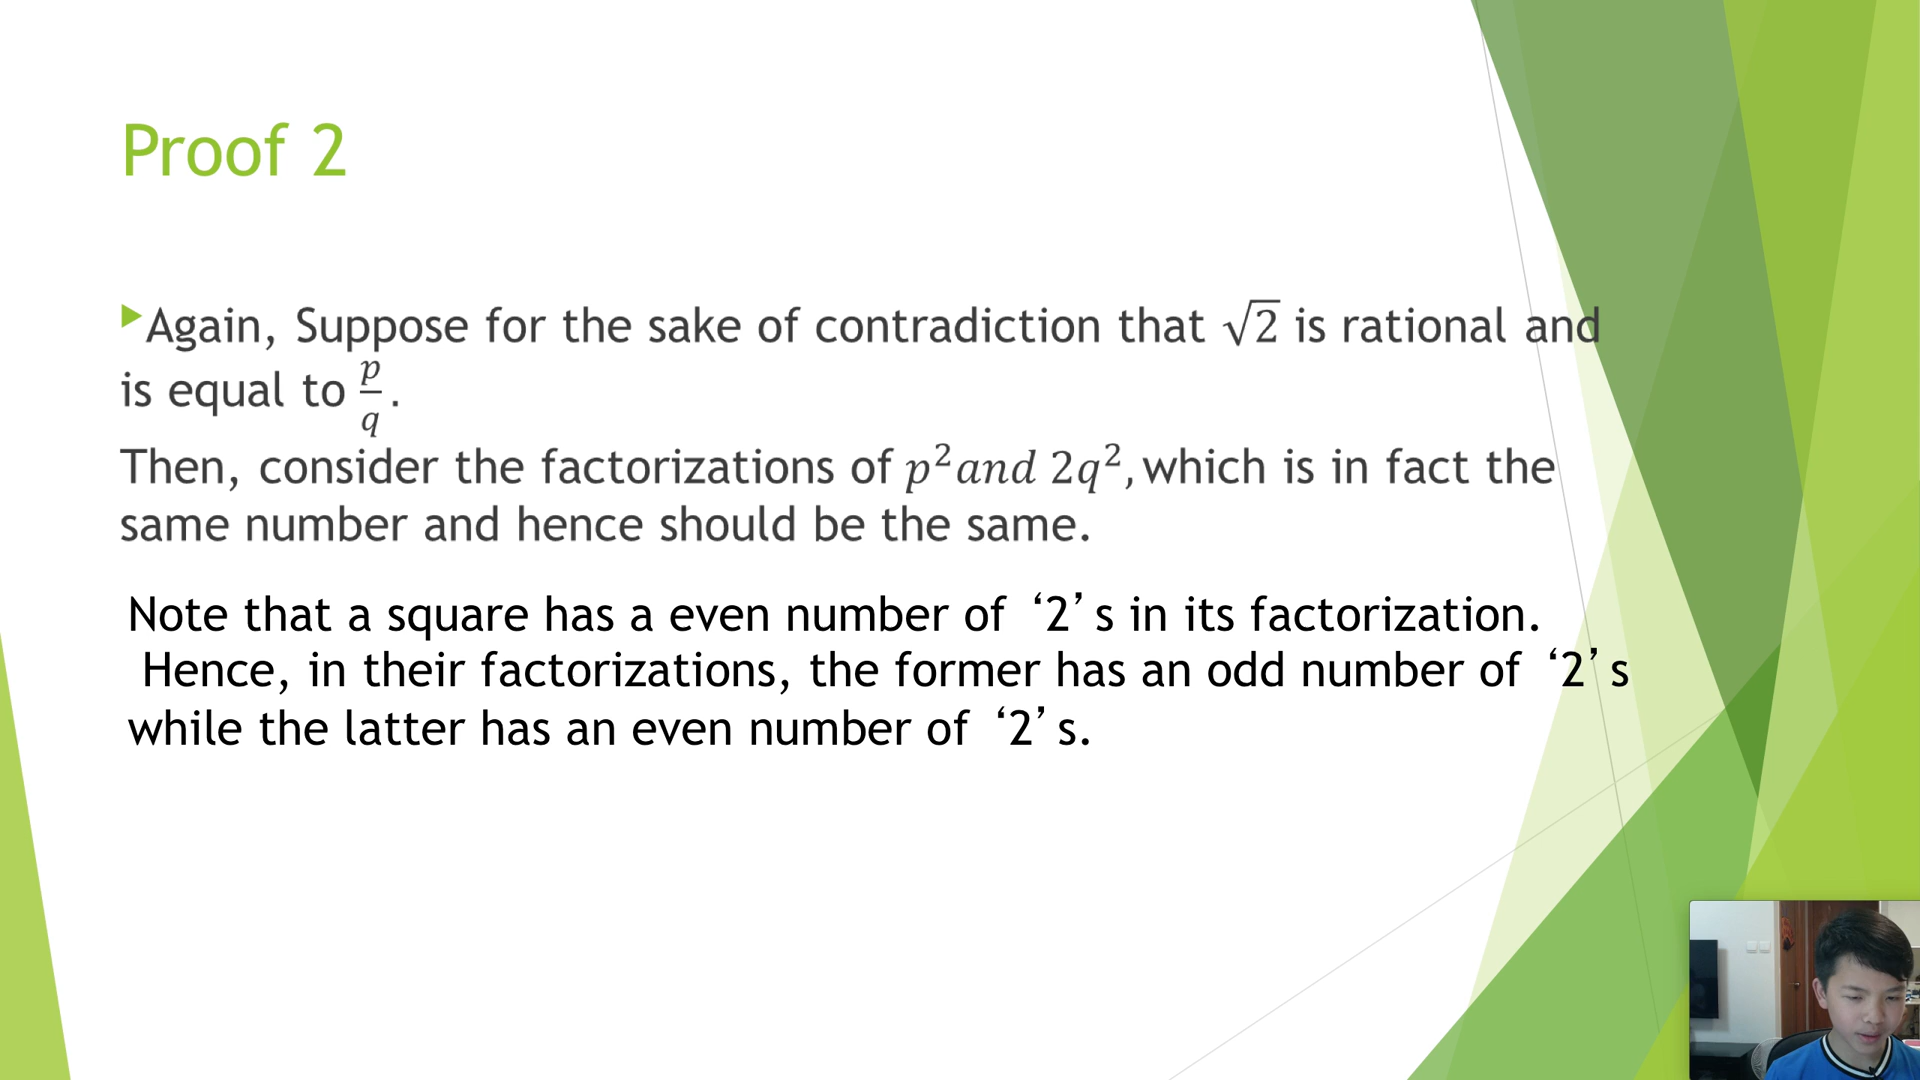 Proof 2
Again, Suppose for the sake of contradiction that √2 is rational and
is equal to p/q.
Then, consider the factorizations of p² and 2q², which is in fact the
same number and hence should be the same.
Note that a square has a even number of ‘2’s in its factorization.
Hence, in their factorizations, the former has an odd number of ‘2’s
while the latter has an even number of ‘2’s.